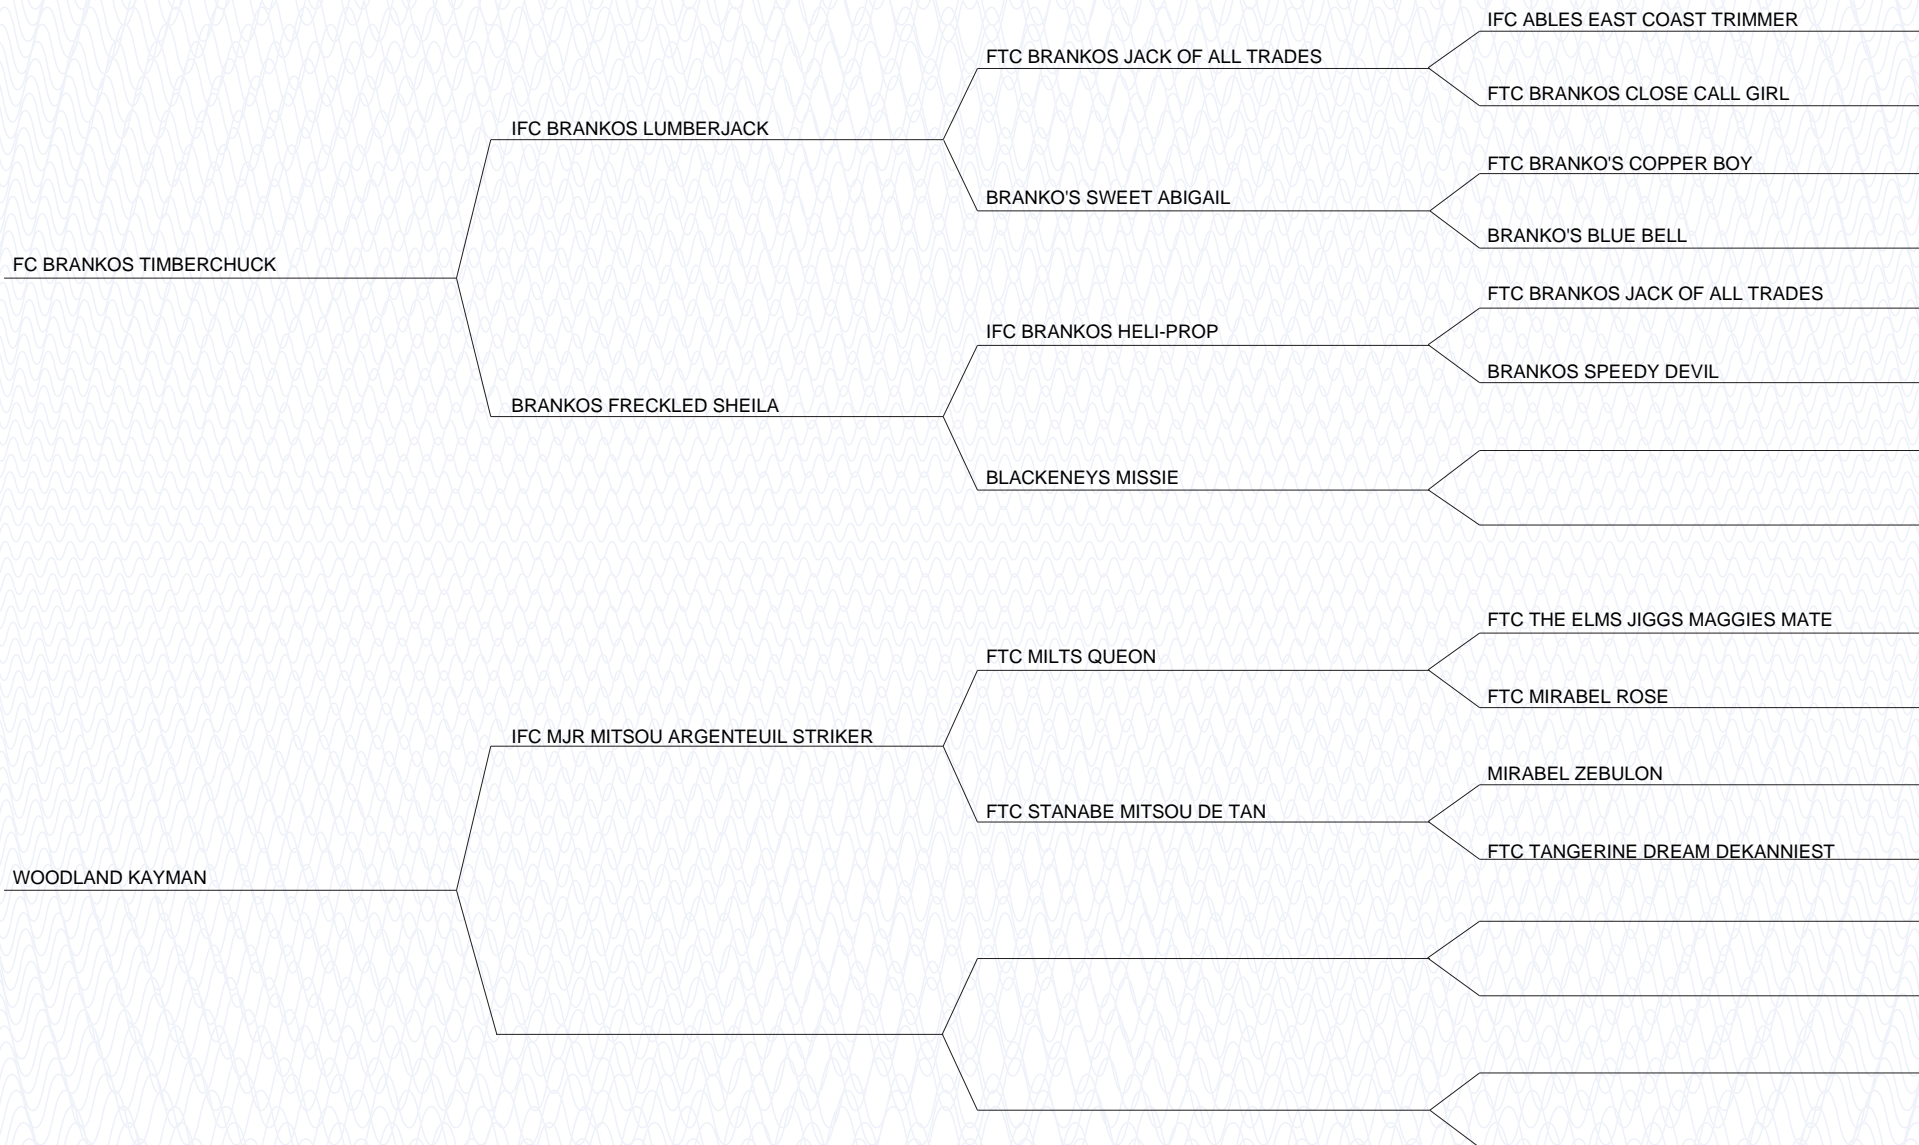 IFC ABLES EAST COAST TRIMMER
FTC BRANKOS JACK OF ALL TRADES
FTC BRANKOS CLOSE CALL GIRL
IFC BRANKOS LUMBERJACK
FTC BRANKO'S COPPER BOY
BRANKO'S SWEET ABIGAIL
BRANKO'S BLUE BELL
FC BRANKOS TIMBERCHUCK
FTC BRANKOS JACK OF ALL TRADES
IFC BRANKOS HELI-PROP
BRANKOS SPEEDY DEVIL
BRANKOS FRECKLED SHEILA
BLACKENEYS MISSIE
FTC THE ELMS JIGGS MAGGIES MATE
FTC MILTS QUEON
FTC MIRABEL ROSE
IFC MJR MITSOU ARGENTEUIL STRIKER
MIRABEL ZEBULON
FTC STANABE MITSOU DE TAN
FTC TANGERINE DREAM DEKANNIEST
WOODLAND KAYMAN